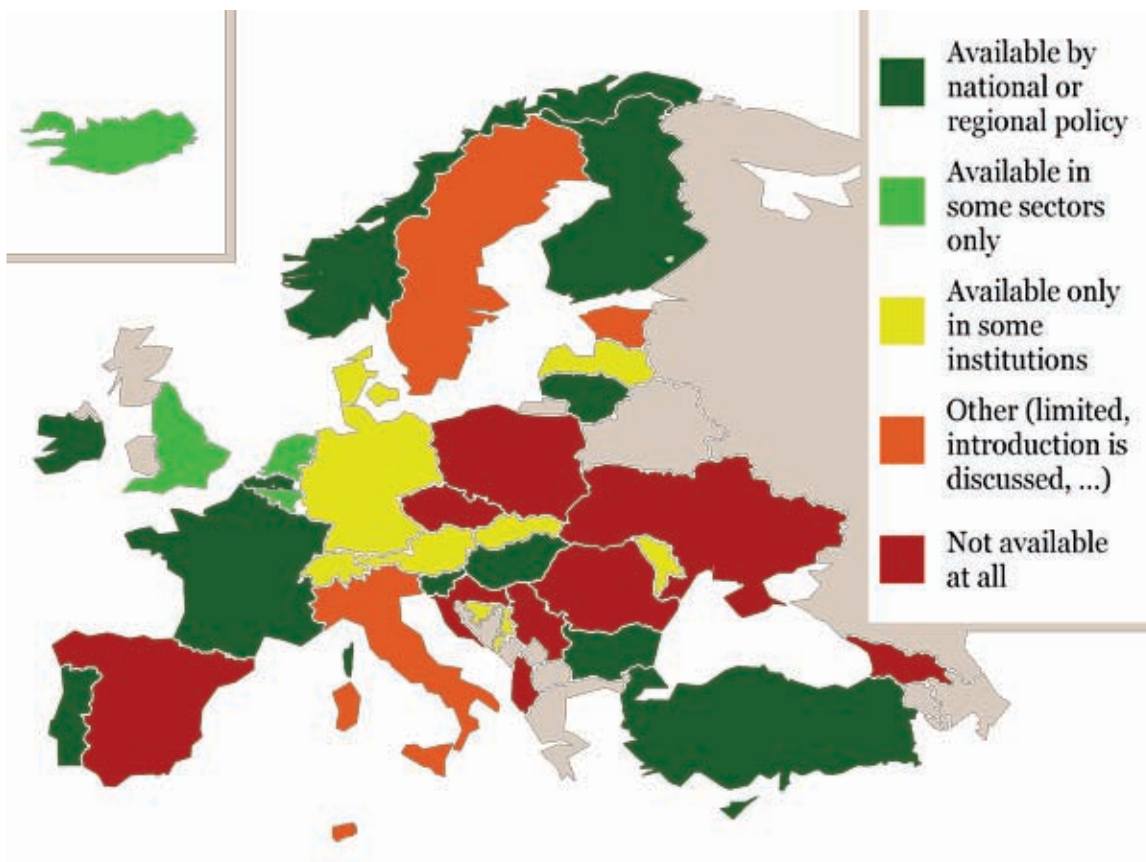 Available by
national or
regional policy
Available in
some sectors
only
Available only
in some
institutions
Other (limited,
introduction is
discussed, ...)
Not available
at all